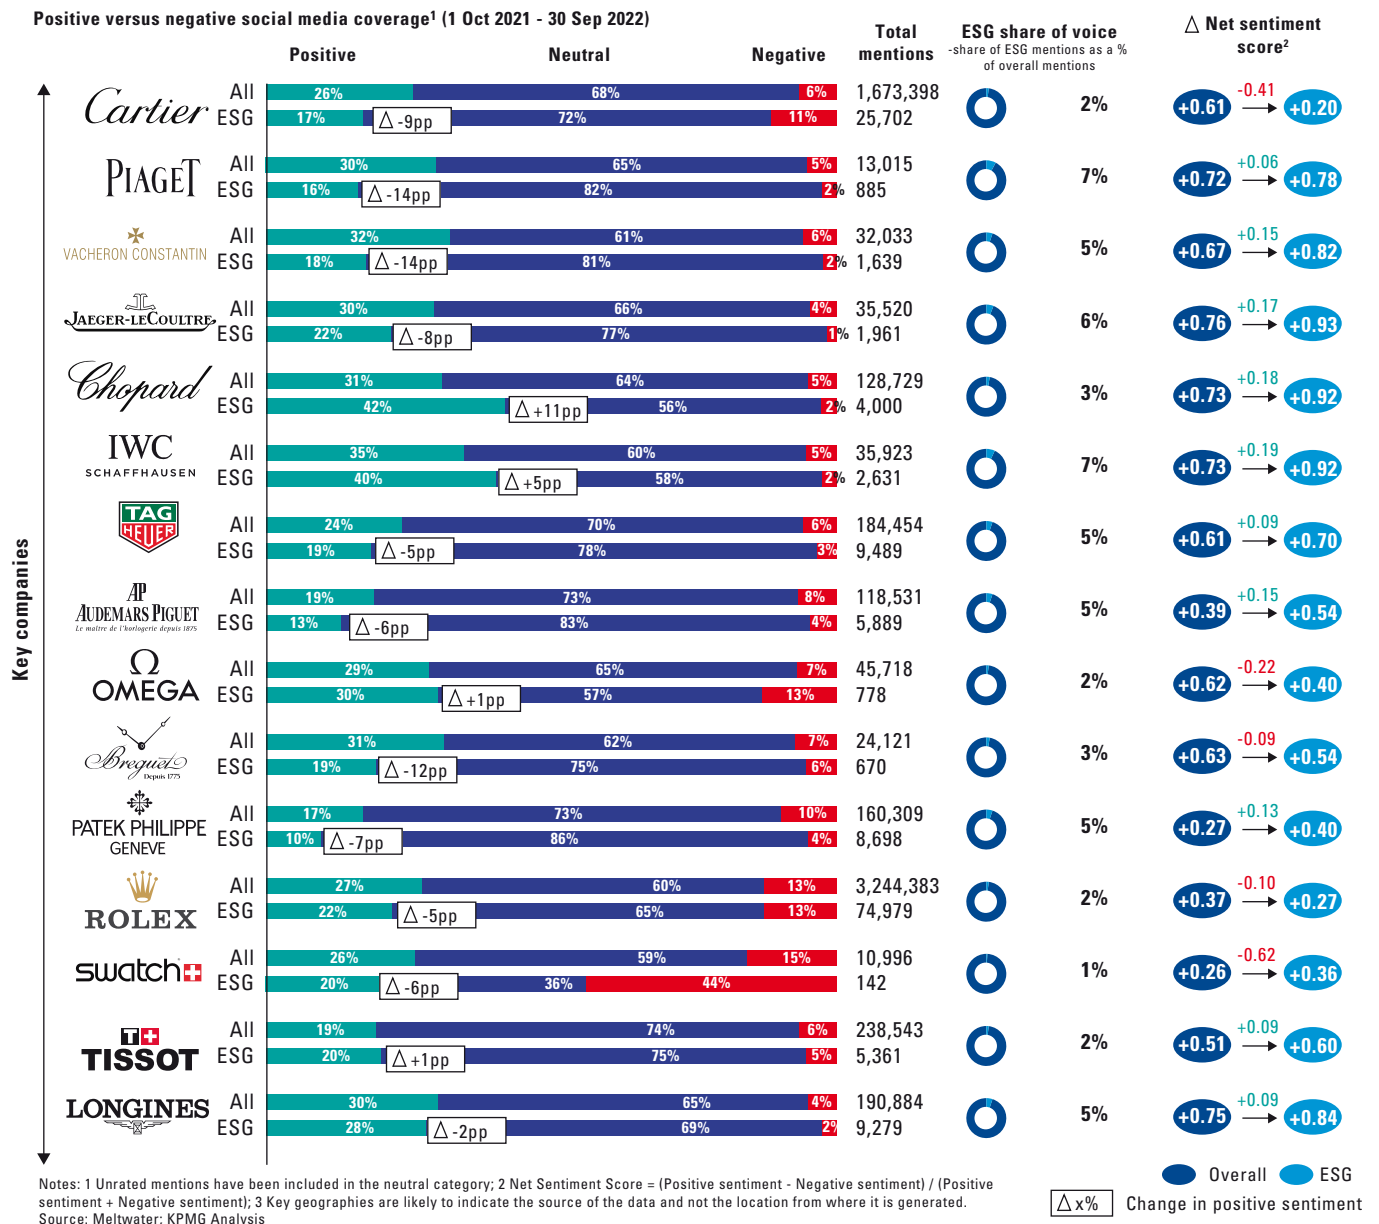 Positive versus negative social media coverage¹ (1 Oct 2021 - 30 Sep 2022)
Positive Neutral Negative Total mentions ESG share of voice -share of ESG mentions as a % of overall mentions △ Net sentiment score²
Key companies
Cartier
All 26% 68% 6% 1,673,398
ESG 17% △ -9pp 72% 11% 25,702
2% +0.61 -0.41 +0.20
PIAGET
All 30% 65% 5% 13,015
ESG 16% △ -14pp 82% 2% 885
7% +0.72 +0.06 +0.78
VACHERON CONSTANTIN
All 32% 61% 6% 32,033
ESG 18% △ -14pp 81% 2% 1,639
5% +0.67 +0.15 +0.82
JAEGER-LECOULTRE
All 30% 66% 4% 35,520
ESG 22% △ -8pp 77% 1% 1,961
6% +0.76 +0.17 +0.93
Chopard
All 31% 64% 5% 128,729
ESG 42% △ +11pp 56% 2% 4,000
3% +0.73 +0.18 +0.92
IWC
SCHAFFHAUSEN
All 35% 60% 5% 35,923
ESG 40% △ +5pp 58% 2% 2,631
7% +0.73 +0.19 +0.92
TAG
HEUER
All 24% 70% 6% 184,454
ESG 19% △ -5pp 78% 3% 9,489
5% +0.61 +0.09 +0.70
AP
AUDEMARS PIGUET
Le maître de l'horlogerie depuis 1875
All 19% 73% 8% 118,531
ESG 13% △ -6pp 83% 4% 5,889
5% +0.39 +0.15 +0.54
Ω
OMEGA
All 29% 65% 7% 45,718
ESG 30% △ +1pp 57% 13% 778
2% +0.62 -0.22 +0.40
Breguet
Depuis 1775
All 31% 62% 7% 24,121
ESG 19% △ -12pp 75% 6% 670
3% +0.63 -0.09 +0.54
PATEK PHILIPPE
GENEVE
All 17% 73% 10% 160,309
ESG 10% △ -7pp 86% 4% 8,698
5% +0.27 +0.13 +0.40
ROLEX
All 27% 60% 13% 3,244,383
ESG 22% △ -5pp 65% 13% 74,979
2% +0.37 -0.10 +0.27
swatch
All 26% 59% 15% 10,996
ESG 20% △ -6pp 36% 44% 142
1% +0.26 -0.62 +0.36
T+
TISSOT
All 19% 74% 6% 238,543
ESG 20% △ +1pp 75% 5% 5,361
2% +0.51 +0.09 +0.60
LONGINES
All 30% 65% 4% 190,884
ESG 28% △ -2pp 69% 2% 9,279
5% +0.75 +0.09 +0.84
Notes: 1 Unrated mentions have been included in the neutral category; 2 Net Sentiment Score = (Positive sentiment - Negative sentiment) / (Positive
sentiment + Negative sentiment); 3 Key geographies are likely to indicate the source of the data and not the location from where it is generated.
Source: Meltwater; KPMG Analysis
Overall ESG
△ x% Change in positive sentiment